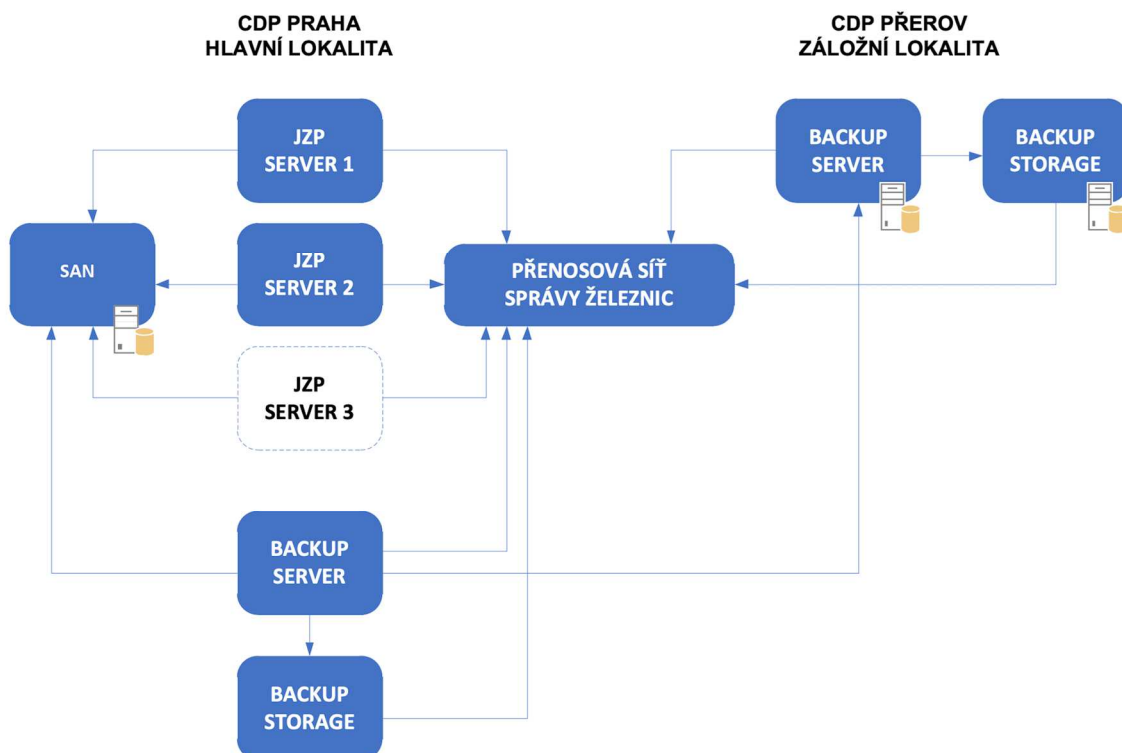 CDP PRAHA
HLAVNÍ LOKALITA
CDP PŘEROV
ZÁLOŽNÍ LOKALITA
JZP
SERVER 1
BACKUP
SERVER
BACKUP
STORAGE
SAN
JZP
SERVER 2
PŘENOSOVÁ SÍŤ
SPRÁVY ŽELEZNIC
JZP
SERVER 3
BACKUP
SERVER
BACKUP
STORAGE